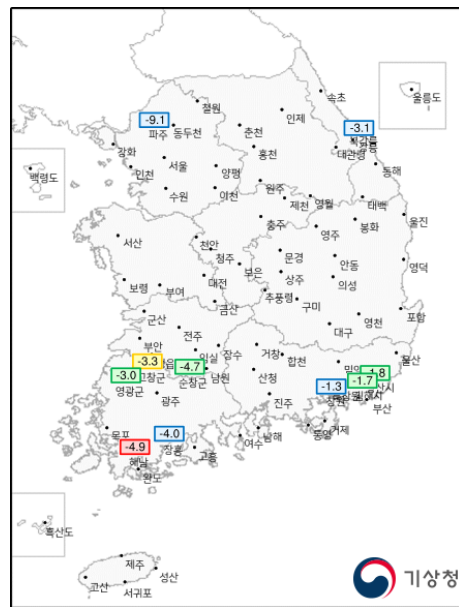 속초
울릉도
철원
인제
-9.1
-3.1
파주
동두천
춘천
대관령
강화
홍천
동해
서울
인천
양평
백령도
수원
이천
원주
제천
영월
태백
봉화
울진
충주
영주
서산
천안
청주
문경
안동
영덕
보은
상주
의성
보령
부여
대전
추풍령
금산
구미
군산
포항
대구
영천
전주
부안
임실
장수
거창
합천
울산
-3.3
-4.7
-1.8
-3.0
고창군
순창군
남원
산청
-1.3
-1.7
영광군
광주
진주
창원
부산
목포
-4.0
여수
남해
통영
거제
-4.9
장흥
고흥
해남
완도
흑산도
제주
성산
고산
서귀포
기상청